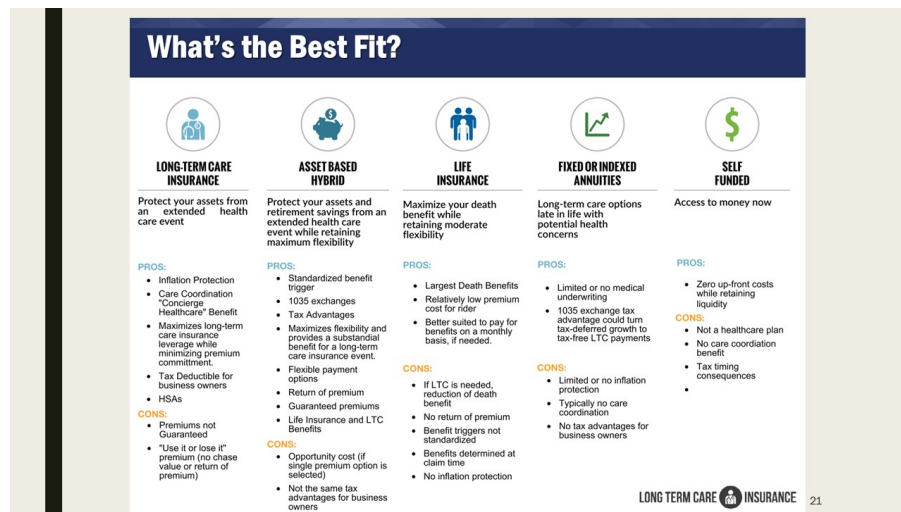 What's the Best Fit?
LONG-TERM CARE
INSURANCE
Protect your assets from
an extended health
care event
PROS:
• Inflation Protection
• Care Coordination
"Concierge
Healthcare" Benefit
• Maximizes long-term
care insurance
leverage while
minimizing premium
committment.
• Tax Deductible for
business owners
• HSAs
CONS:
• Premiums not
Guaranteed
• "Use it or lose it"
premium (no chase
value or return of
premium)
ASSET BASED
HYBRID
Protect your assets and
retirement savings from an
extended health care
event while retaining
maximum flexibility
PROS:
• Standardized benefit
trigger
• 1035 exchanges
• Tax Advantages
• Maximizes flexibility and
provides a substandial
benefit for a long-term
care insurance event.
• Flexible payment
options
• Return of premium
• Guaranteed premiums
• Life Insurance and LTC
Benefits
CONS:
• Opportunity cost (if
single premium option is
selected)
• Not the same tax
advantages for business
owners
LIFE
INSURANCE
Maximize your death
benefit while
retaining moderate
flexibility
PROS:
• Largest Death Benefits
• Relatively low premium
cost for rider
• Better suited to pay for
benefits on a monthly
basis, if needed.
CONS:
• If LTC is needed,
reduction of death
benefit
• No return of premium
• Benefit triggers not
standardized
• Benefits determined at
claim time
• No inflation protection
FIXED OR INDEXED
ANNUITIES
Long-term care options
late in life with
potential health
concerns
PROS:
• Limited or no medical
underwriting
• 1035 exchange tax
advantage could turn
tax-deferred growth to
tax-free LTC payments
CONS:
• Limited or no inflation
protection
• Typically no care
coordination
• No tax advantages for
business owners
$
SELF
FUNDED
Access to money now
PROS:
• Zero up-front costs
while retaining
liquidity
CONS:
• Not a healthcare plan
• No care coordiation
benefit
• Tax timing
consequences
•
LONG TERM CARE INSURANCE
21